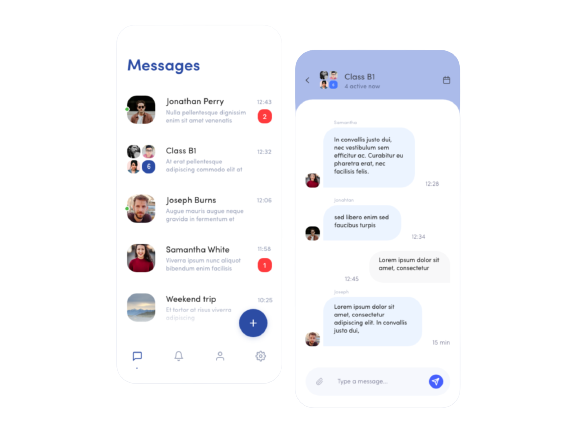 Messages
Jonathan Perry
12:43
Nulla pellentesque dignissim
enim sit amet venenatis
2
Class B1
12:32
At erat pellentesque
adipiscing commodo elit at
6
Joseph Burns
12:06
Augue mauris augue neque
gravida in fermentum et
Samantha White
11:58
Viverra ipsum nunc aliquet
bibendum enim facilisis
1
Weekend trip
10:25
Et tortor at risus viverra
adipiscing
+
Class B1
4 active now
Samantha
In convallis justo dui,
nec vestibulum sem
efficitur ac. Curabitur eu
pharetra erat, nec
facilisis felis.
12:28
Jonathan
sed libero enim sed
faucibus turpis
12:34
Lorem ipsum dolor sit
amet, consectetur
12:45
Joseph
Lorem ipsum dolor sit
amet, consectetur
adipiscing elit. In convallis
justo dui,
15 min
Type a message...